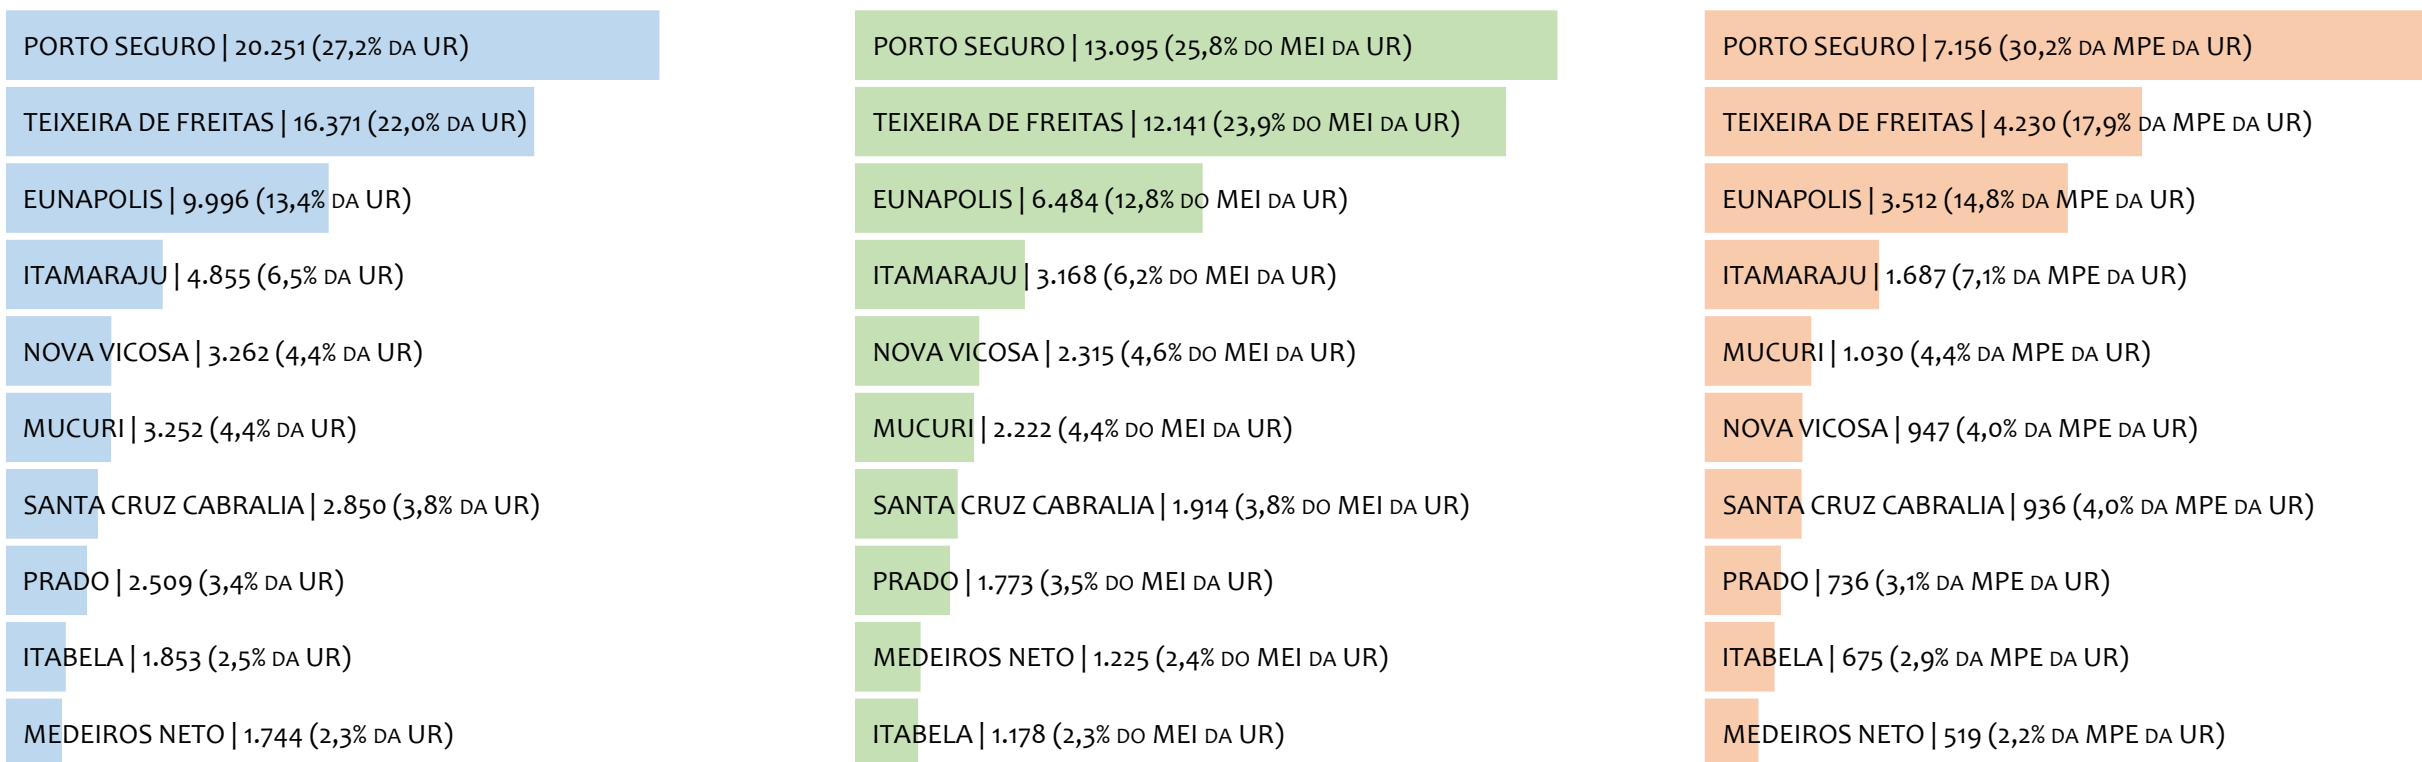 PORTO SEGURO | 20.251 (27,2% DA UR)
TEIXEIRA DE FREITAS | 16.371 (22,0% DA UR)
EUNAPOLIS | 9.996 (13,4% DA UR)
ITAMARAJU | 4.855 (6,5% DA UR)
NOVA VICOSA | 3.262 (4,4% DA UR)
MUCURI | 3.252 (4,4% DA UR)
SANTA CRUZ CABRALIA | 2.850 (3,8% DA UR)
PRADO | 2.509 (3,4% DA UR)
ITABELA | 1.853 (2,5% DA UR)
MEDEIROS NETO | 1.744 (2,3% DA UR)
PORTO SEGURO | 13.095 (25,8% DO MEI DA UR)
TEIXEIRA DE FREITAS | 12.141 (23,9% DO MEI DA UR)
EUNAPOLIS | 6.484 (12,8% DO MEI DA UR)
ITAMARAJU | 3.168 (6,2% DO MEI DA UR)
NOVA VICOSA | 2.315 (4,6% DO MEI DA UR)
MUCURI | 2.222 (4,4% DO MEI DA UR)
SANTA CRUZ CABRALIA | 1.914 (3,8% DO MEI DA UR)
PRADO | 1.773 (3,5% DO MEI DA UR)
MEDEIROS NETO | 1.225 (2,4% DO MEI DA UR)
ITABELA | 1.178 (2,3% DO MEI DA UR)
PORTO SEGURO | 7.156 (30,2% DA MPE DA UR)
TEIXEIRA DE FREITAS | 4.230 (17,9% DA MPE DA UR)
EUNAPOLIS | 3.512 (14,8% DA MPE DA UR)
ITAMARAJU | 1.687 (7,1% DA MPE DA UR)
MUCURI | 1.030 (4,4% DA MPE DA UR)
NOVA VICOSA | 947 (4,0% DA MPE DA UR)
SANTA CRUZ CABRALIA | 936 (4,0% DA MPE DA UR)
PRADO | 736 (3,1% DA MPE DA UR)
ITABELA | 675 (2,9% DA MPE DA UR)
MEDEIROS NETO | 519 (2,2% DA MPE DA UR)